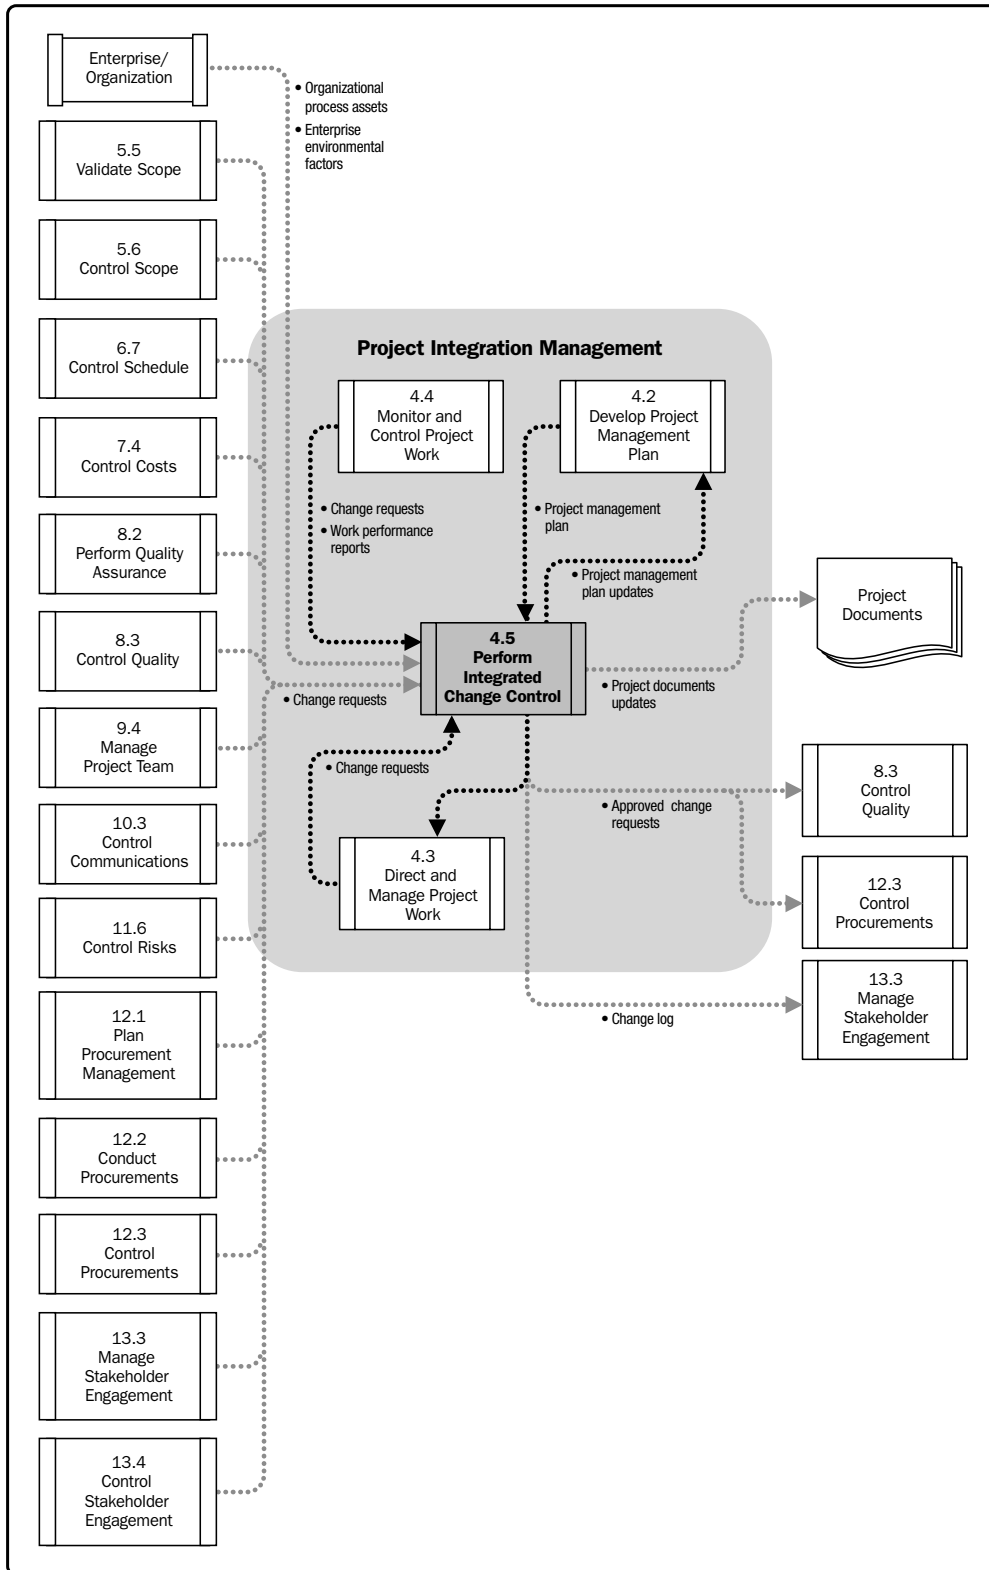 Enterprise/
Organization
• Organizational
process assets
• Enterprise
environmental
factors
5.5
Validate Scope
5.6
Control Scope
6.7
Control Schedule
7.4
Control Costs
8.2
Perform Quality
Assurance
8.3
Control Quality
9.4
Manage
Project Team
10.3
Control
Communications
11.6
Control Risks
12.1
Plan
Procurement
Management
12.2
Conduct
Procurements
12.3
Control
Procurements
13.3
Manage
Stakeholder
Engagement
13.4
Control
Stakeholder
Engagement
Project Integration Management
4.4
Monitor and
Control Project
Work
4.2
Develop Project
Management
Plan
• Change requests
• Work performance
reports
• Project management
plan
• Project management
plan updates
4.5
Perform
Integrated
Change Control
• Change requests
• Project documents
updates
• Change requests
• Approved change
requests
4.3
Direct and
Manage Project
Work
• Change log
Project
Documents
8.3
Control
Quality
12.3
Control
Procurements
13.3
Manage
Stakeholder
Engagement